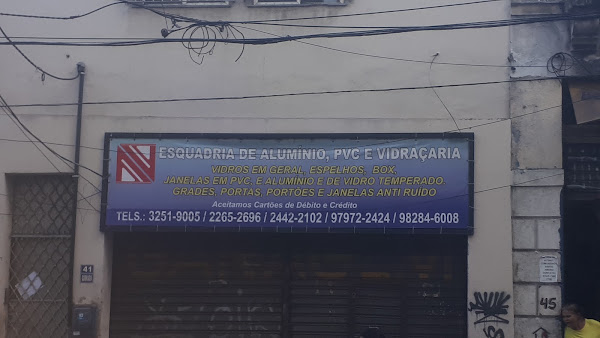 ESQUADRIA DE ALUMÍNIO, PVC E VIDRAÇARIA
VIDROS EM GERAL, ESPELHOS, BOX,
JANELAS EM PVC, E ALUMÍNIO E DE VIDRO TEMPERADO.
GRADES, PORTAS, PORTÕES E JANELAS ANTI RUÍDO
Aceitamos Cartões de Débito e Crédito
TELS.: 3251-9005 / 2265-2696 / 2442-2102 / 97972-2424 / 98284-6008
41
45